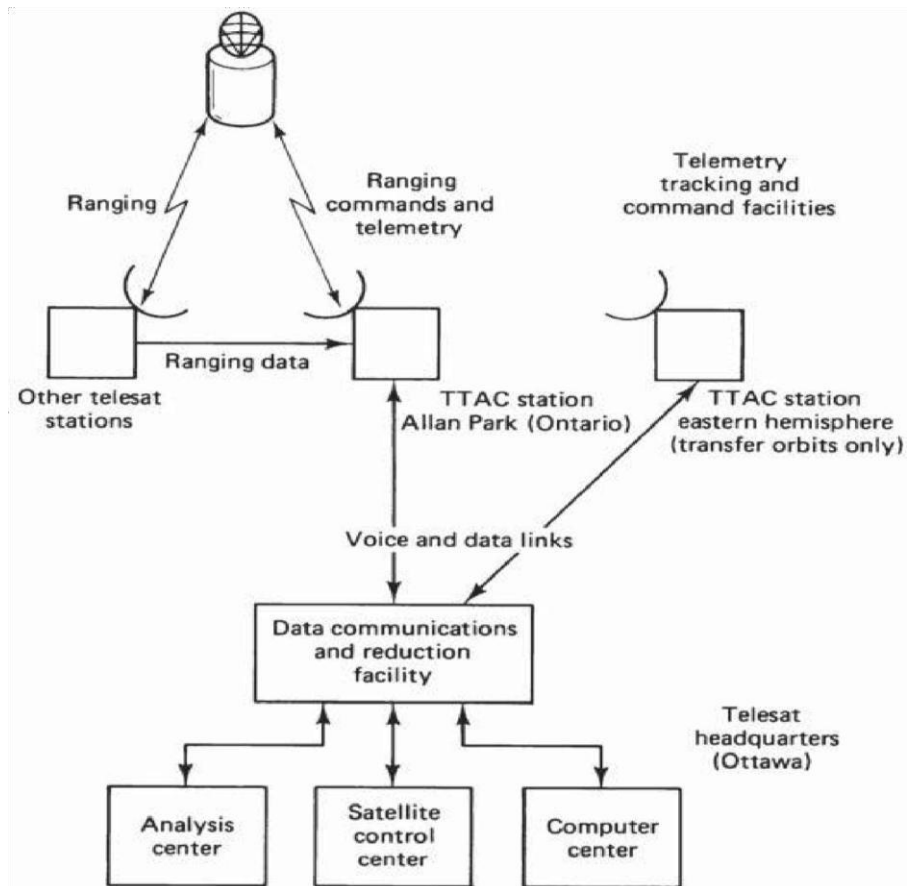 Ranging
Ranging
commands and
telemetry
Telemetry
tracking and
command facilities
Ranging data
Other telesat
stations
TTAC station
Allan Park (Ontario)
TTAC station
eastern hemisphere
(transfer orbits only)
Voice and data links
Data communications
and reduction
facility
Telesat
headquarters
(Ottawa)
Analysis
center
Satellite
control
center
Computer
center